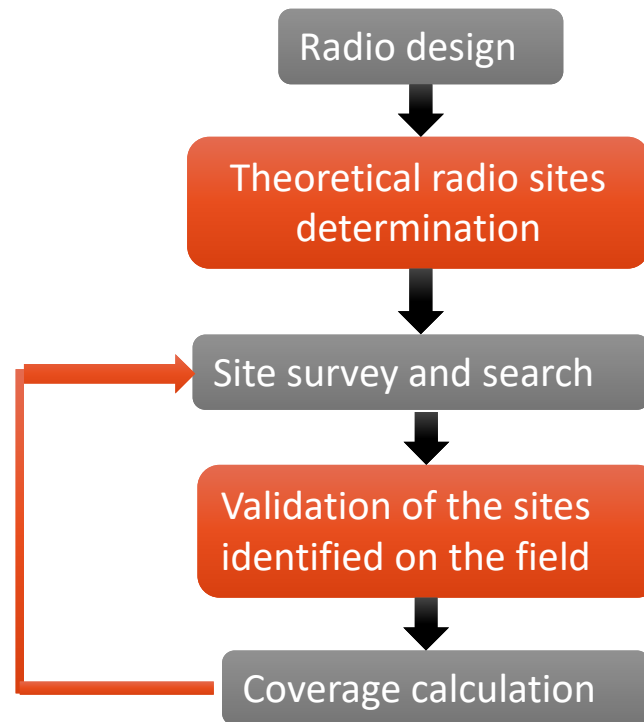 Radio design
Theoretical radio sites
determination
Site survey and search
Validation of the sites
identified on the field
Coverage calculation